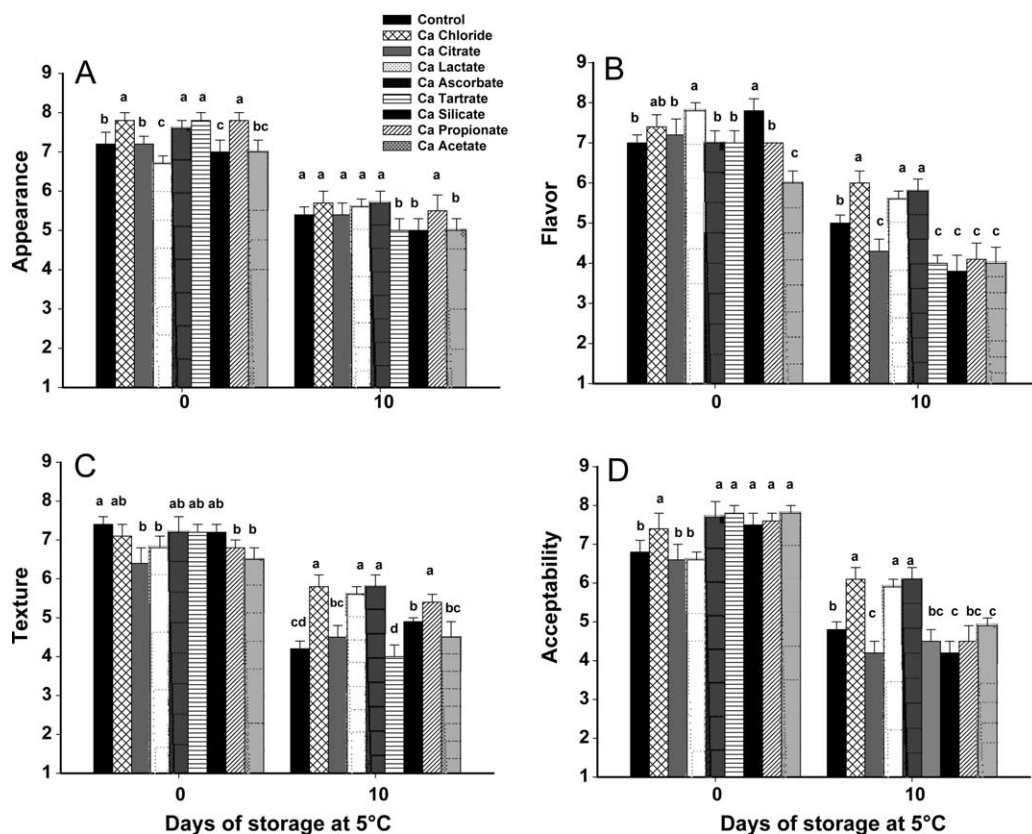 Control
Ca Chloride
Ca Citrate
Ca Lactate
Ca Ascorbate
Ca Tartrate
Ca Silicate
Ca Propionate
Ca Acetate
A
Appearance
9
8
7
6
5
4
3
2
1
b a b c a a c a bc
a a a a a b b a b
0 10
B
Flavor
9
8
7
6
5
4
3
2
1
b ab b a b b a b c
b a c a a c c c c
0 10
C
Texture
9
8
7
6
5
4
3
2
1
a ab b b ab ab ab b b
cd a bc a a d b a bc
0 10
Days of storage at 5°C
D
Acceptability
9
8
7
6
5
4
3
2
1
b a b b a a a a a
b a c a a bc c bc c
0 10
Days of storage at 5°C